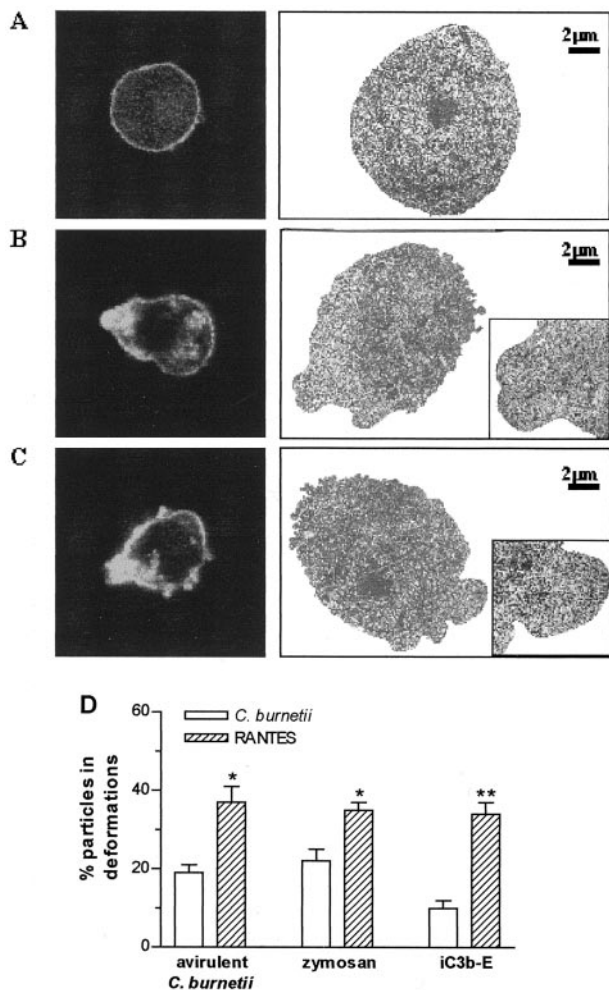 A
2µm
B
2µm
C
2µm
D
% particles in deformations
60
40
20
0
C. burnetii
RANTES
*
*
**
avirulent
C. burnetii
zymosan
iC3b-E